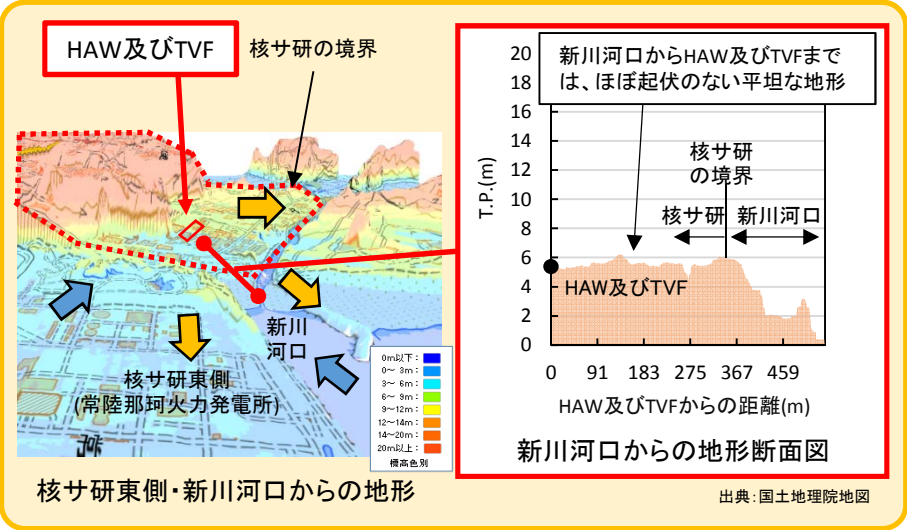 HAW及びTVF
核サ研の境界
新川
河口
核サ研東側
(常陸那珂火力発電所)
0m以下：
0～ 3m：
3～ 6m：
6～ 9m：
9～12m：
12～14m：
14～20m：
20m以上：
標高色別
核サ研東側・新川河口からの地形
新川河口からHAW及びTVFまで
は、ほぼ起伏のない平坦な地形
T.P.(m)
20
18
16
14
12
10
8
6
4
2
0
核サ研
の境界
核サ研
新川河口
HAW及びTVF
0 91 183 275 367 459
HAW及びTVFからの距離(m)
新川河口からの地形断面図
出典：国土地理院地図